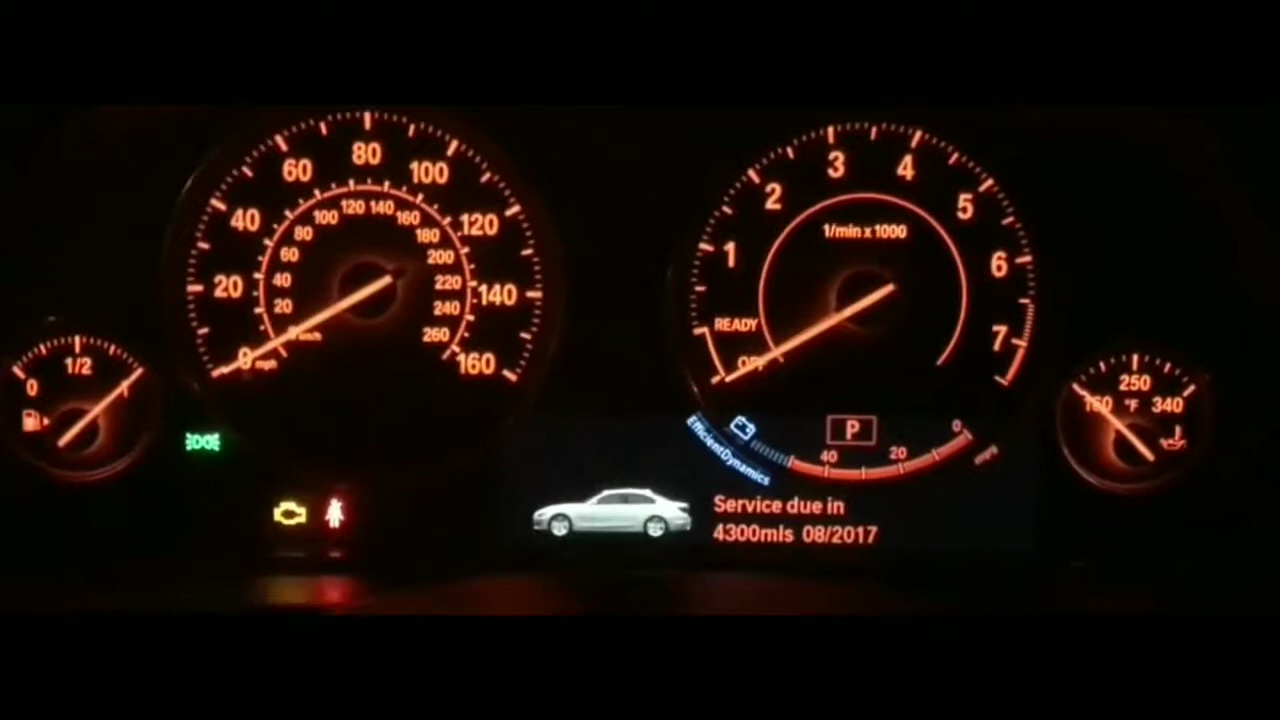 0 20 40 60 80 100 120 140 160
mph
20 40 60 80 100 120 140 160 180 200 220 240 260
km/h
0 1/2 1
1 2 3 4 5 6 7
1/min x 1000
READY
OFF
160 250 340
°F
EfficientDynamics
P
40 20 0
mpg
Service due in
4300mls 08/2017